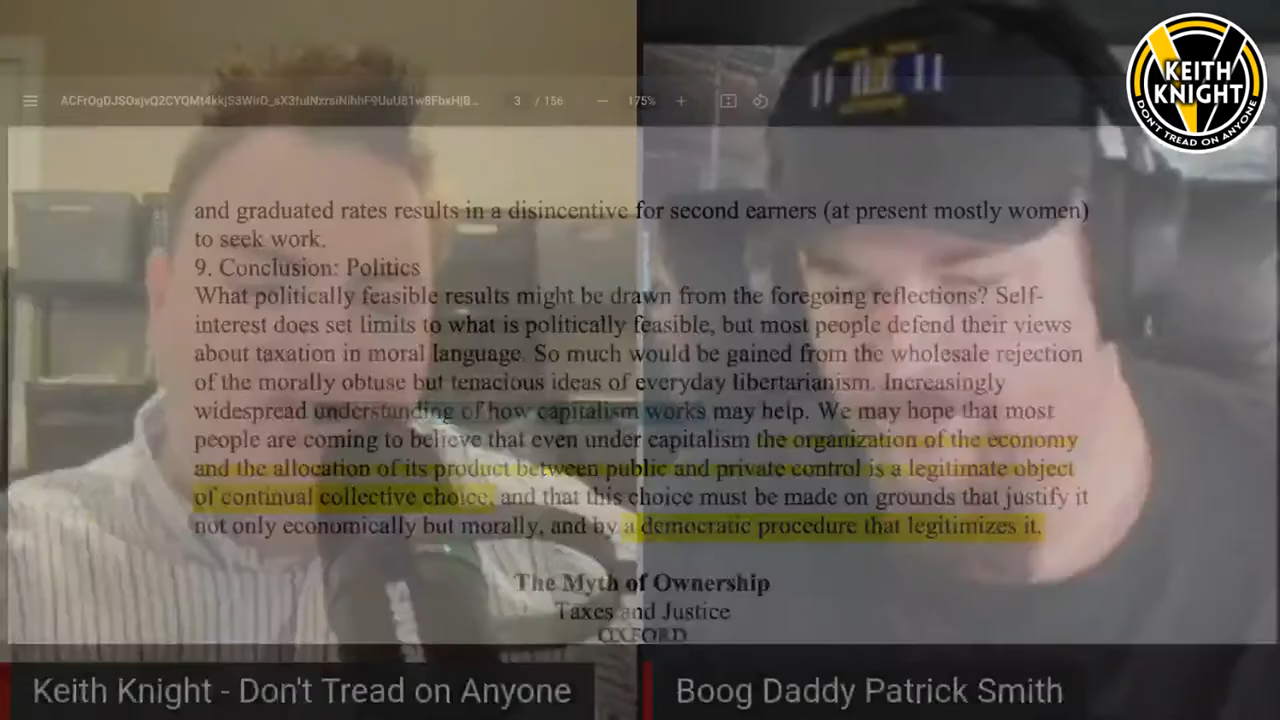 KEITH
KNIGHT
DON'T TREAD ON ANYONE
3 / 156
175%
and graduated rates results in a disincentive for second earners (at present mostly women)
to seek work.
9. Conclusion: Politics
What politically feasible results might be drawn from the foregoing reflections? Self-
interest does set limits to what is politically feasible, but most people defend their views
about taxation in moral language. So much would be gained from the wholesale rejection
of the morally obtuse but tenacious ideas of everyday libertarianism. Increasingly
widespread understanding of how capitalism works may help. We may hope that most
people are coming to believe that even under capitalism the organization of the economy
and the allocation of its product between public and private control is a legitimate object
of continual collective choice, and that this choice must be made on grounds that justify it
not only economically but morally, and by a democratic procedure that legitimizes it.
The Myth of Ownership
Taxes and Justice
OXFORD
Keith Knight - Don't Tread on Anyone
Boog Daddy Patrick Smith